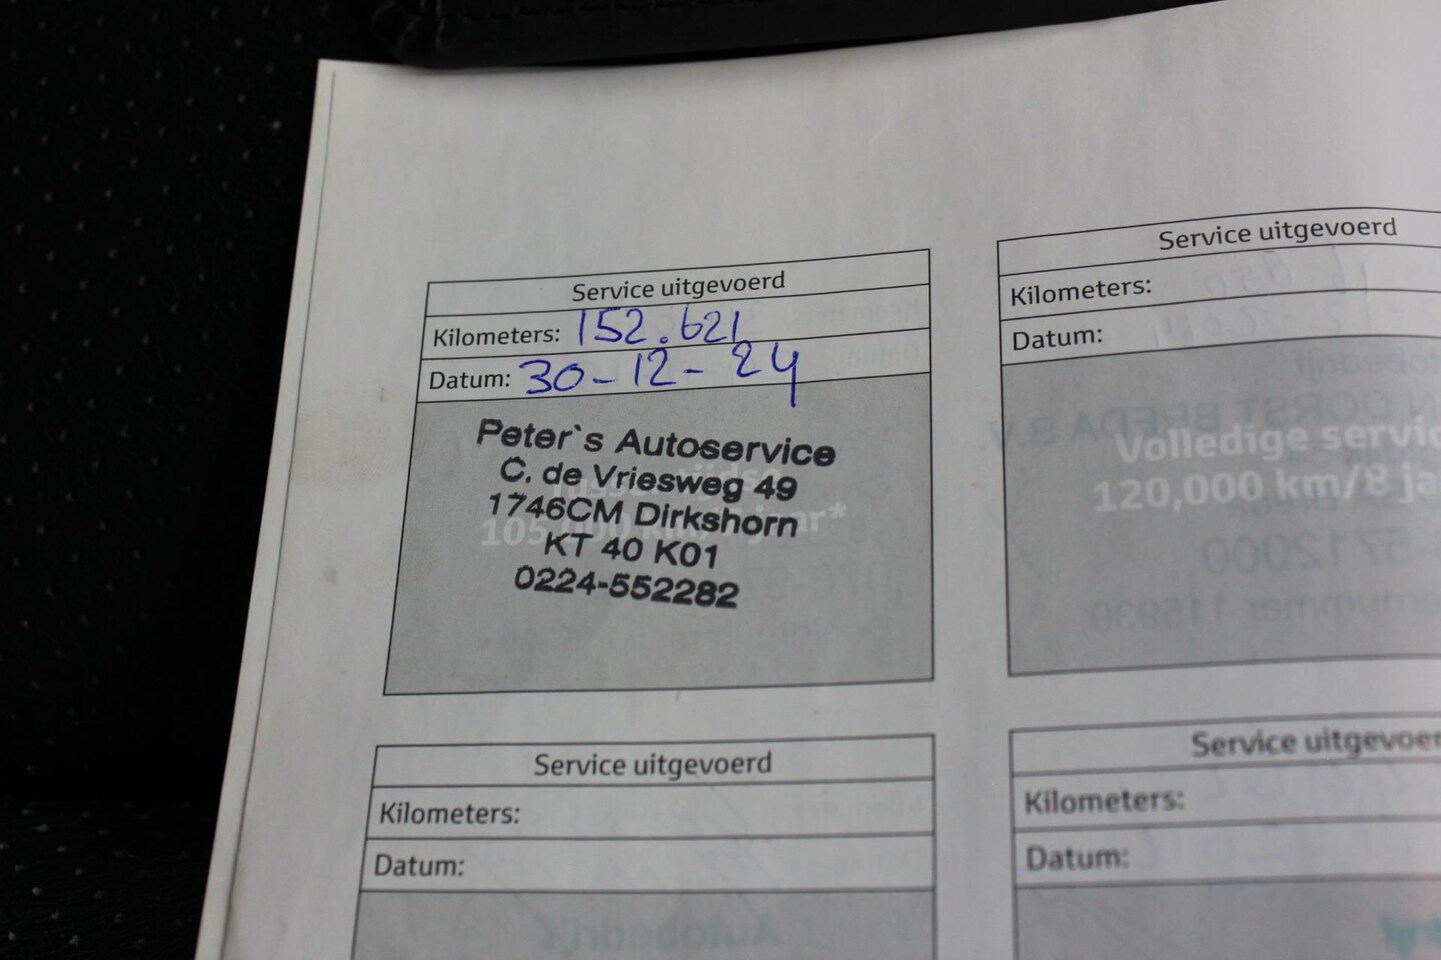 Service uitgevoerd
Kilometers: 152.621
Datum: 30-12-24
Peter`s Autoservice
C. de Vriesweg 49
1746CM Dirkshorn
KT 40 K01
0224-552282
Service uitgevoerd
Kilometers:
Datum:
Volledige servic
120,000 km/8 ja
Service uitgevoerd
Kilometers:
Datum:
Service uitgevoer
Kilometers:
Datum: